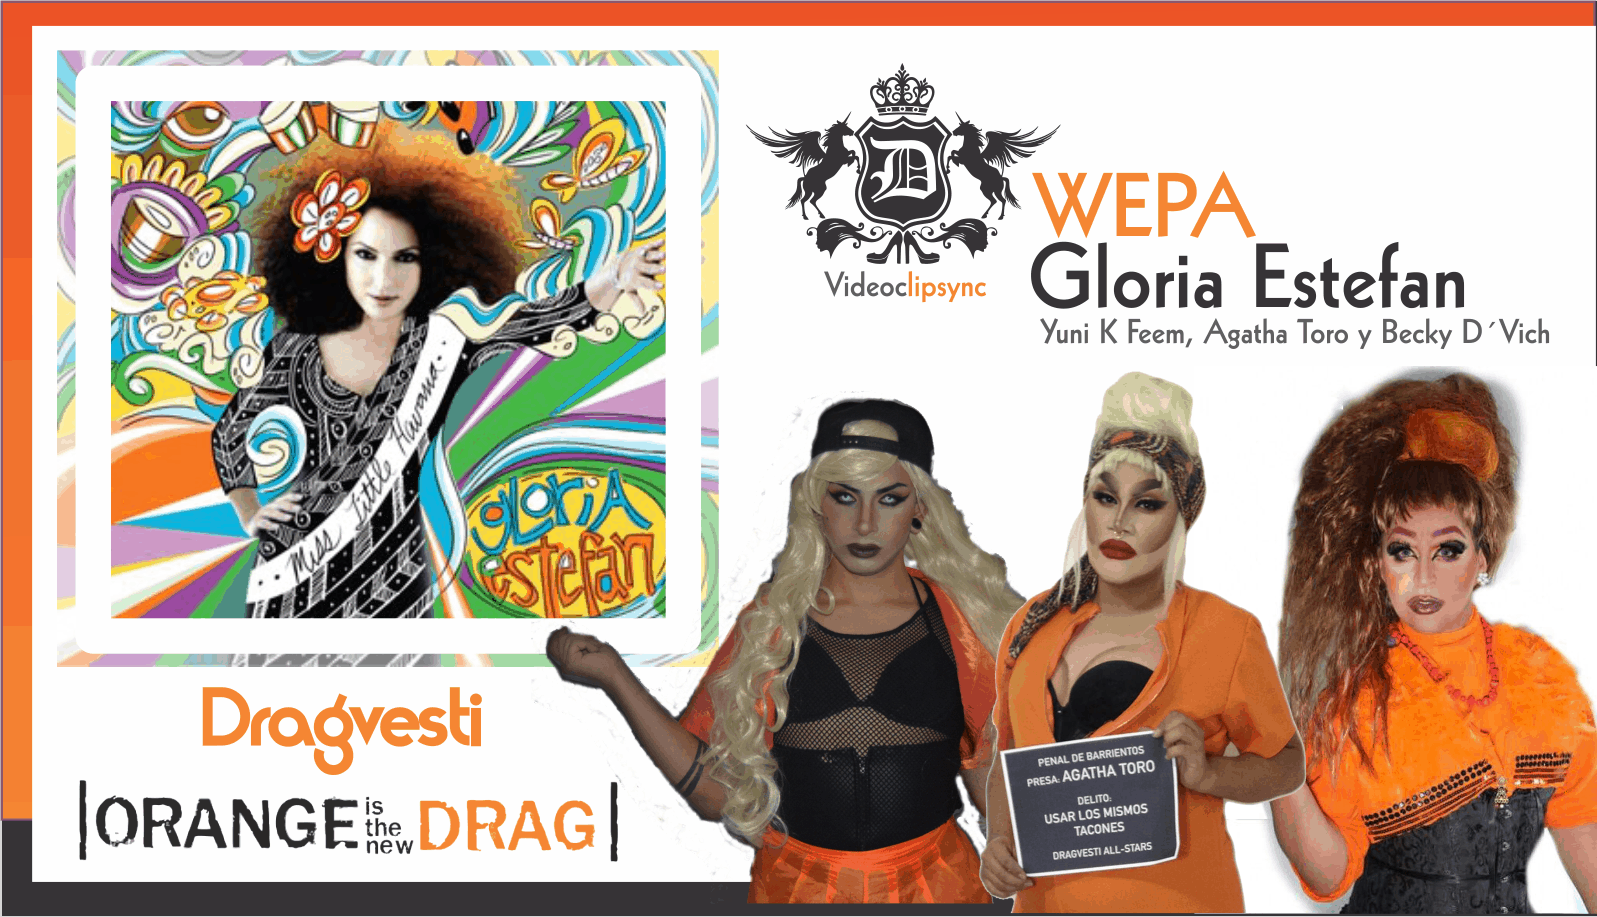 Miss Little Havana
gloria
estefan
D
Videoclipsync
WEPA
Gloria Estefan
Yuni K Feem, Agatha Toro y Becky D´Vich
Dragvesti
|ORANGE is the new DRAG|
PENAL DE BARRIENTOS
PRESA: AGATHA TORO
DELITO:
USAR LOS MISMOS
TACONES
DRAGVESTI ALL-STARS